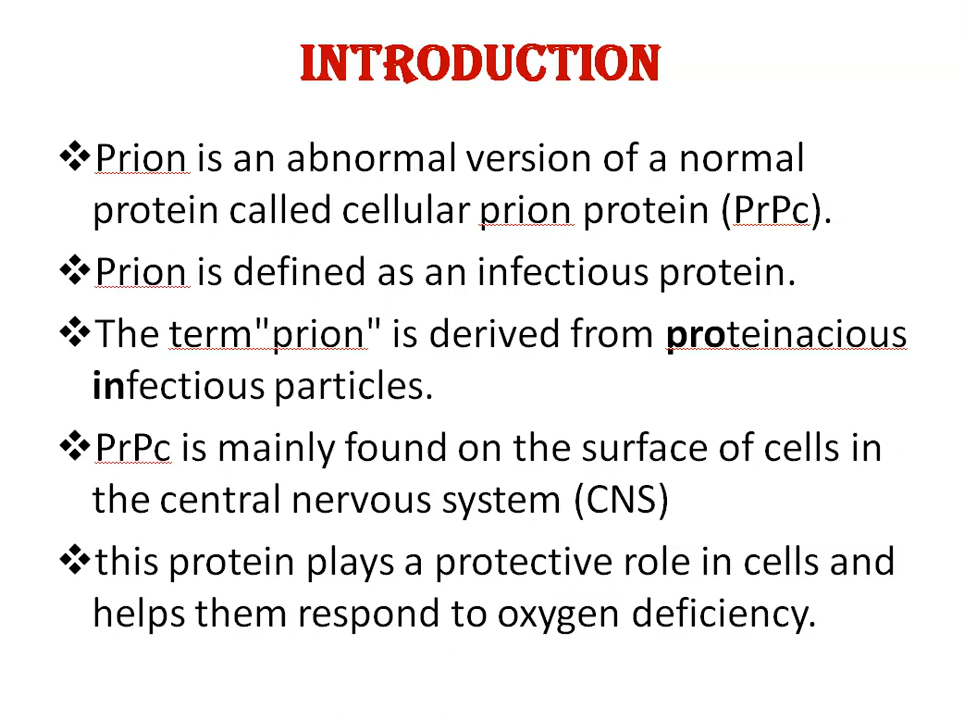 INTRODUCTION
❖Prion is an abnormal version of a normal
protein called cellular prion protein (PrPc).
❖Prion is defined as an infectious protein.
❖The term"prion" is derived from proteinacious
infectious particles.
❖PrPc is mainly found on the surface of cells in
the central nervous system (CNS)
❖this protein plays a protective role in cells and
helps them respond to oxygen deficiency.